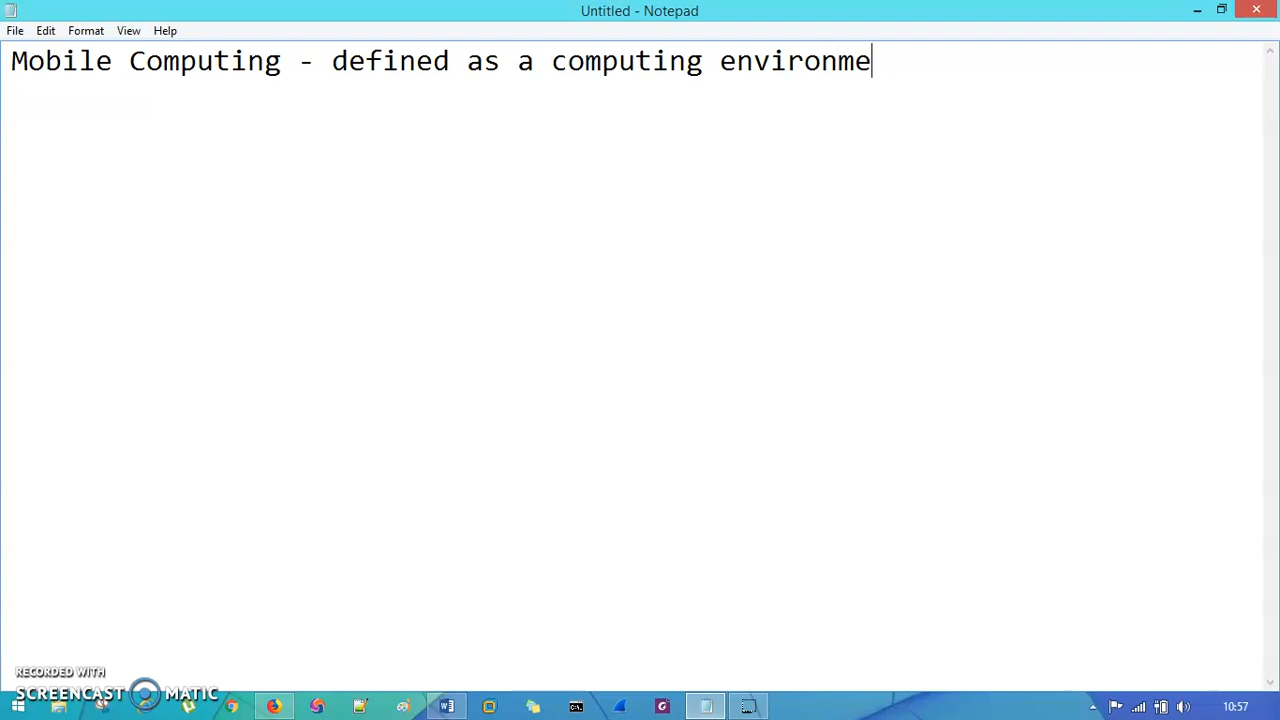 Untitled - Notepad
File Edit Format View Help
Mobile Computing - defined as a computing environme
RECORDED WITH
SCREENCAST MATIC
10:57